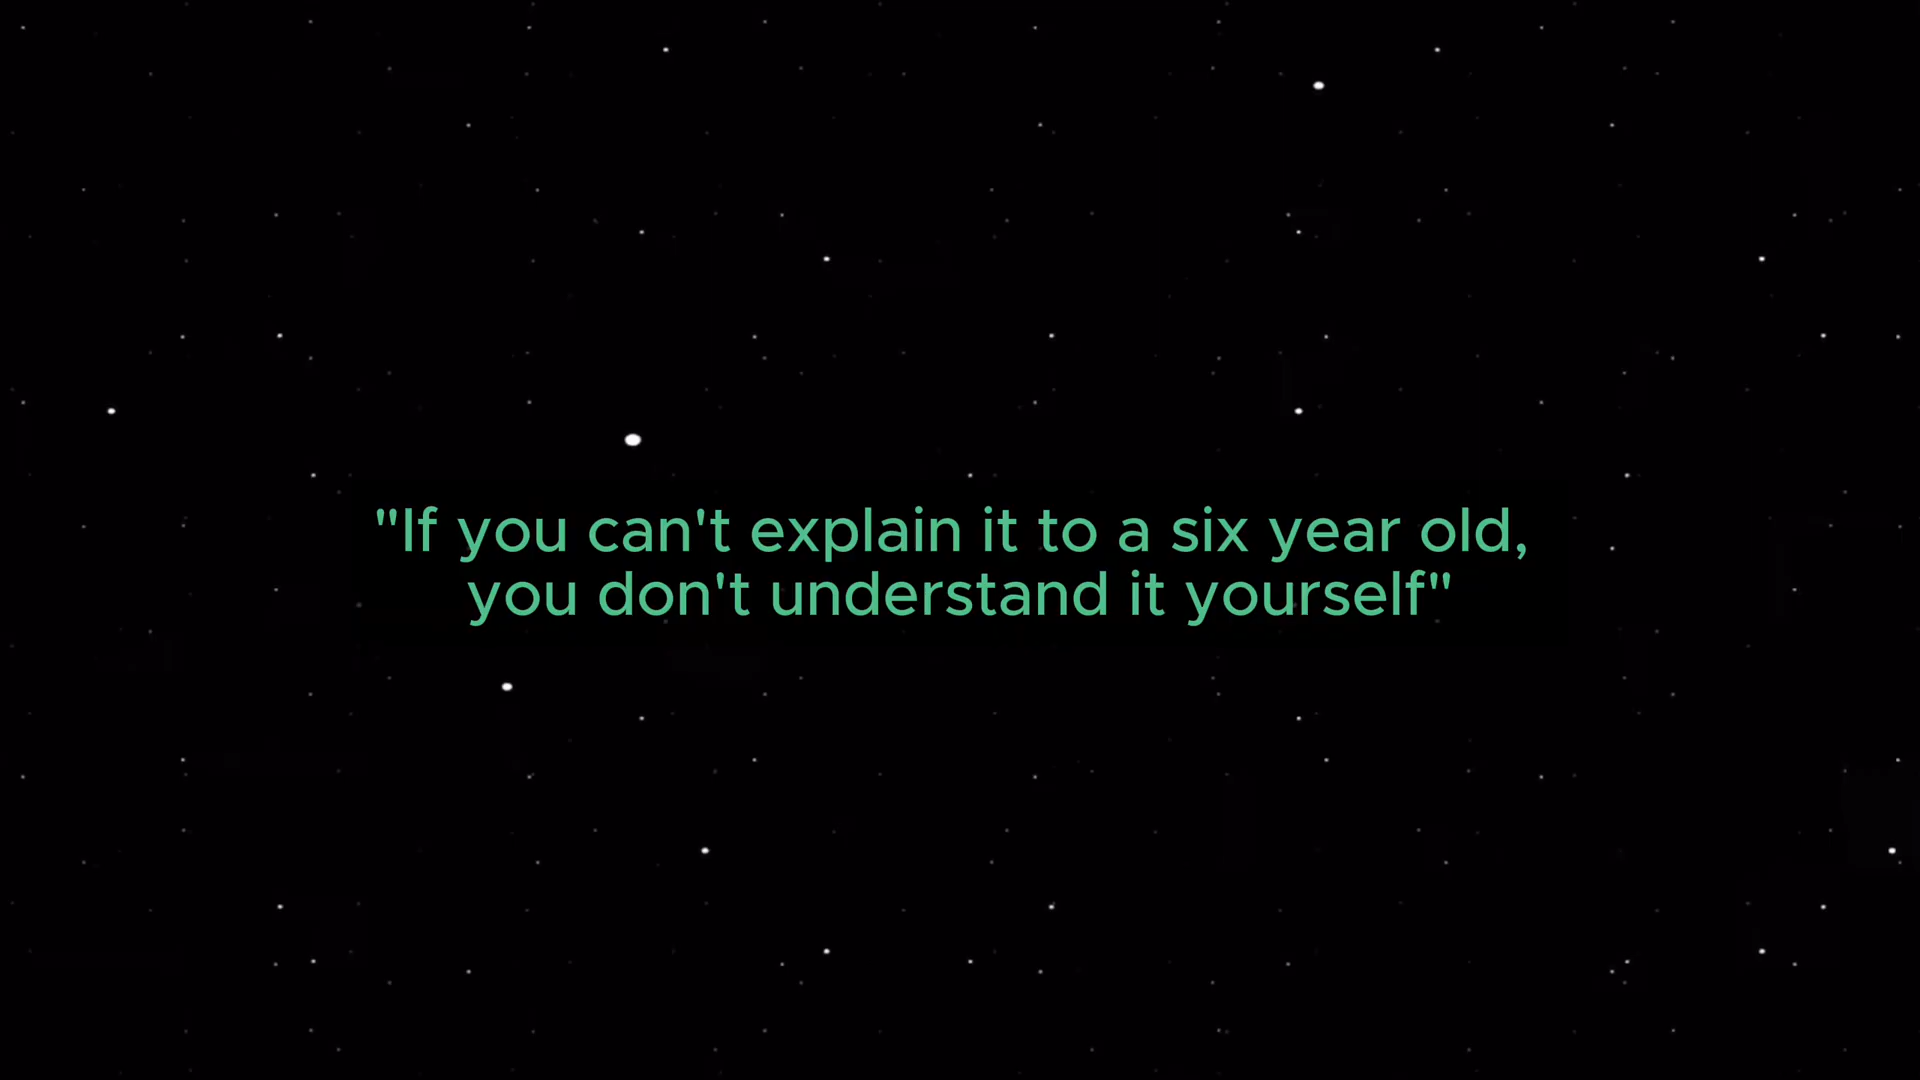 "If you can't explain it to a six year old,
you don't understand it yourself"